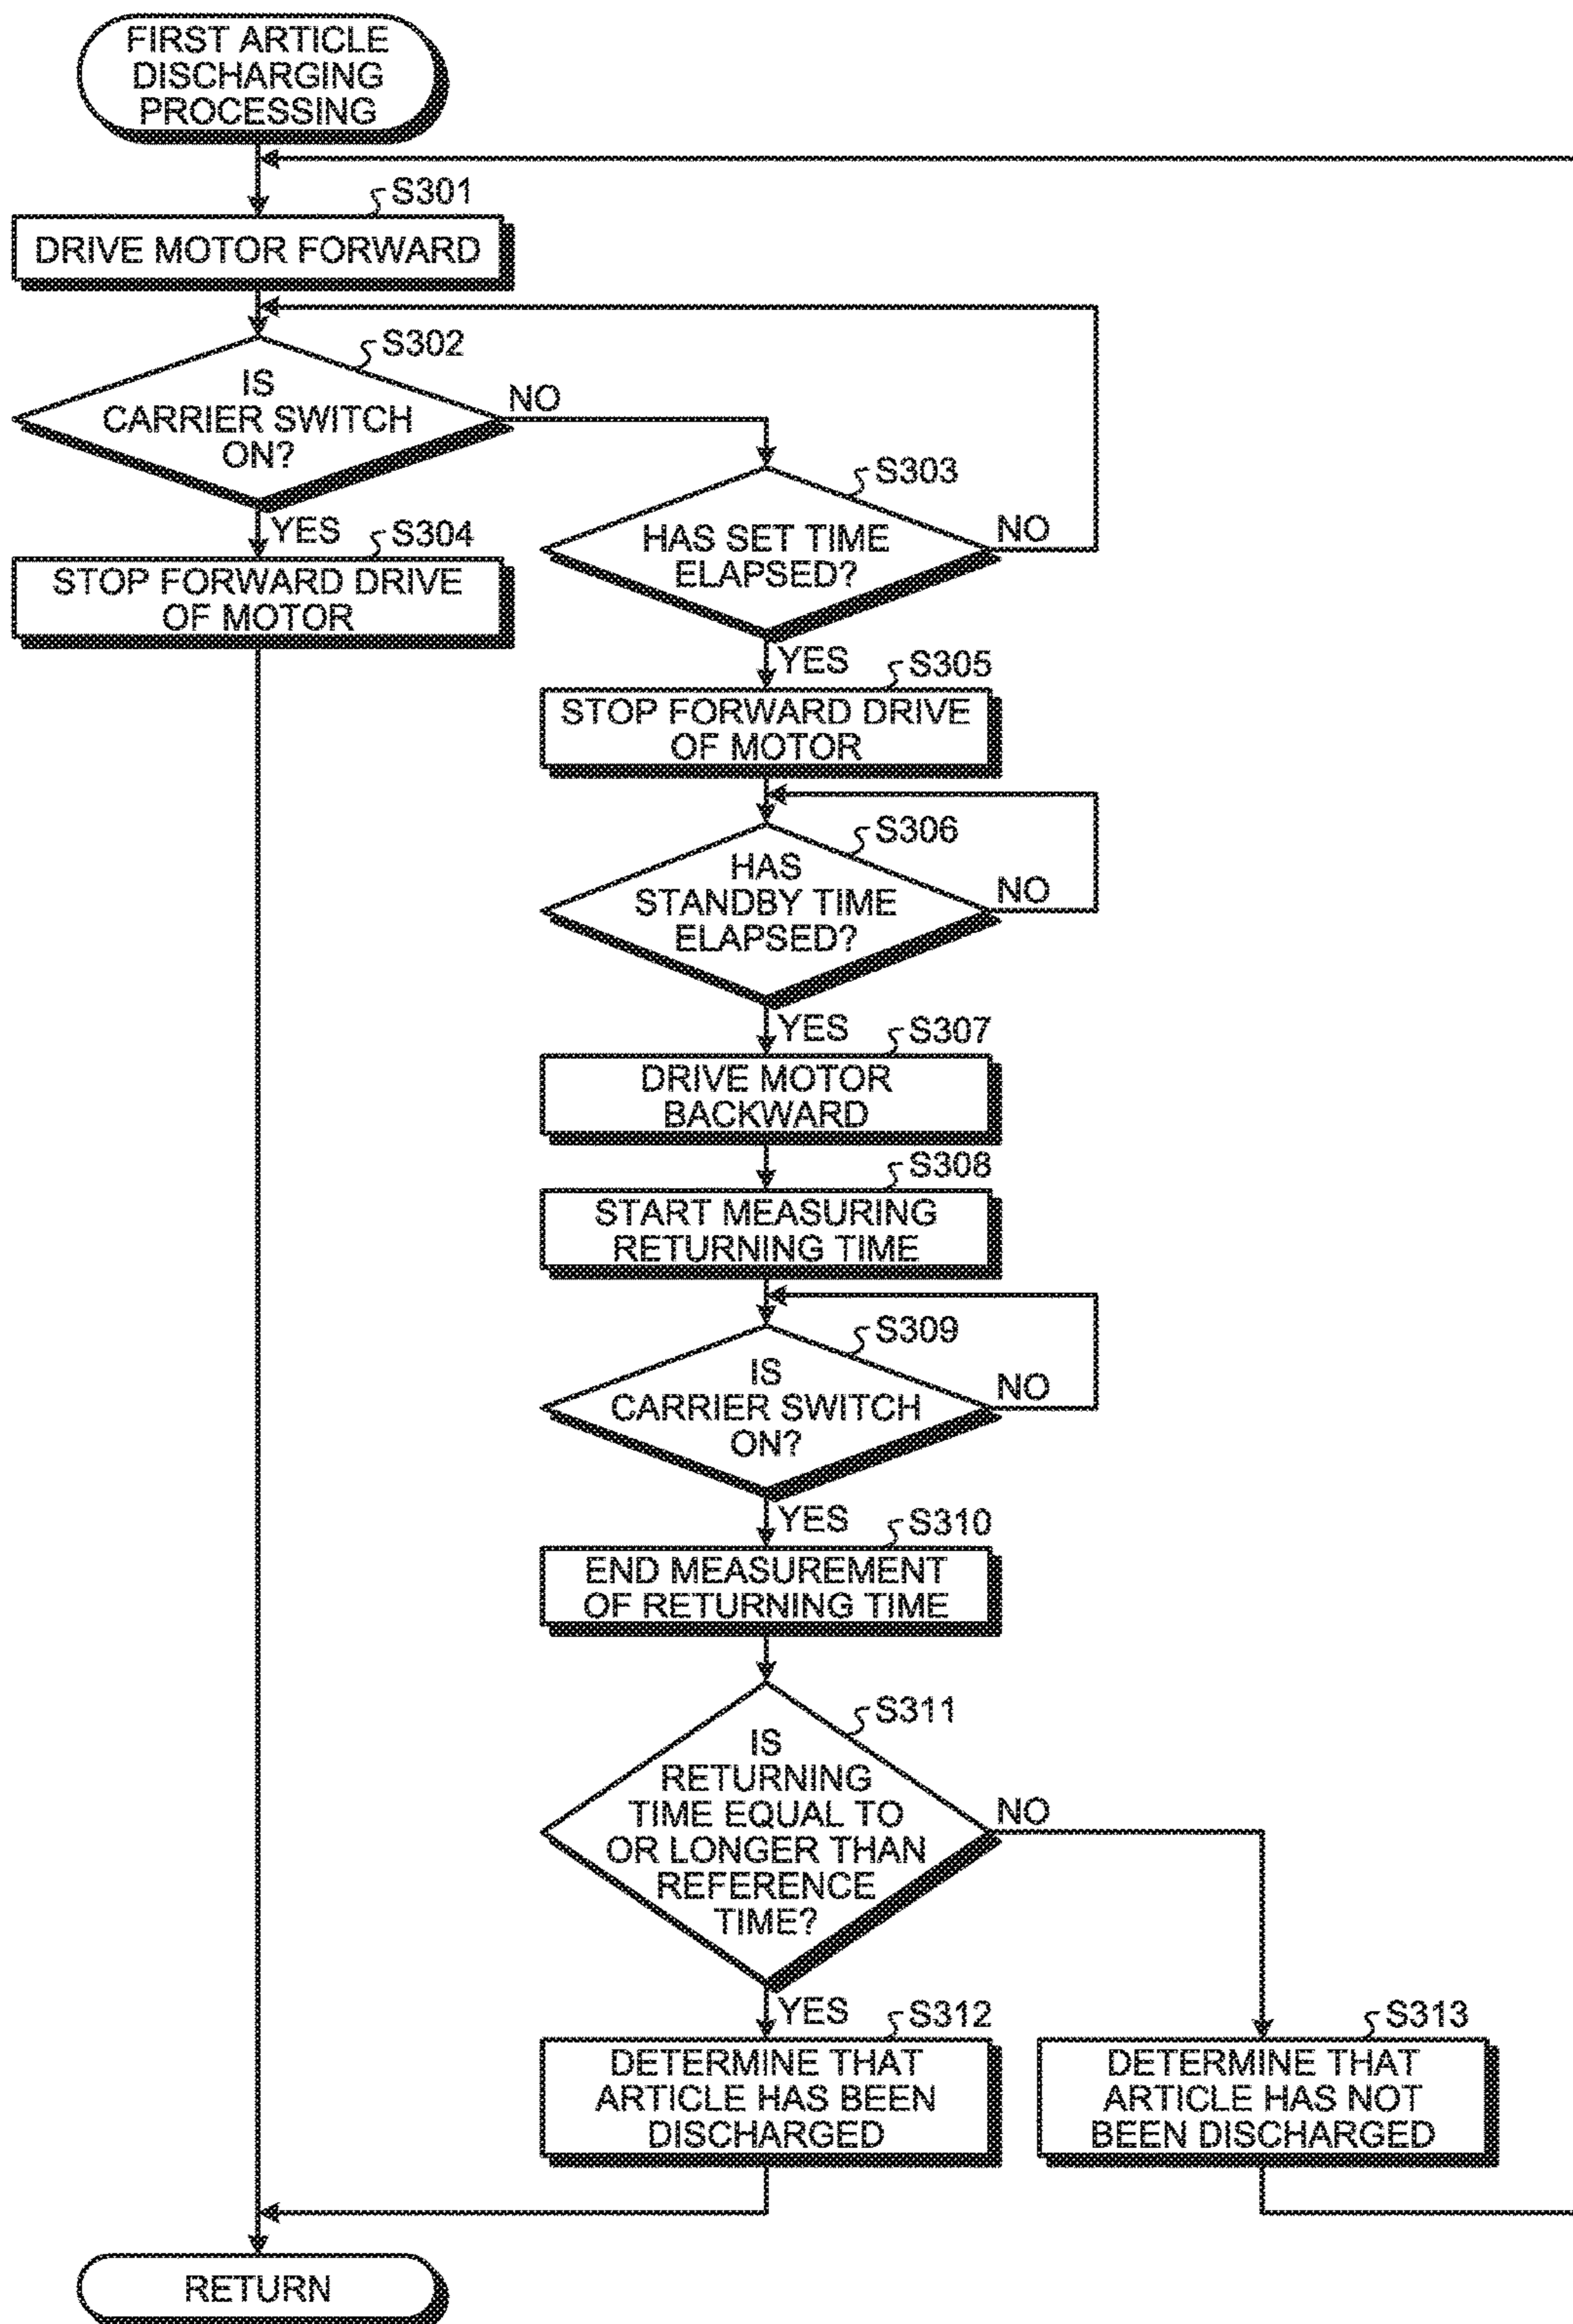 FIRST ARTICLE
DISCHARGING
PROCESSING
S301
DRIVE MOTOR FORWARD
S302
IS
CARRIER SWITCH
ON?
NO
YES
S303
HAS SET TIME
ELAPSED?
NO
YES
S304
STOP FORWARD DRIVE
OF MOTOR
S305
STOP FORWARD DRIVE
OF MOTOR
S306
HAS
STANDBY TIME
ELAPSED?
NO
YES
S307
DRIVE MOTOR
BACKWARD
S308
START MEASURING
RETURNING TIME
S309
IS
CARRIER SWITCH
ON?
NO
YES
S310
END MEASUREMENT
OF RETURNING TIME
S311
IS
RETURNING
TIME EQUAL TO
OR LONGER THAN
REFERENCE
TIME?
NO
YES
S312
DETERMINE THAT
ARTICLE HAS BEEN
DISCHARGED
S313
DETERMINE THAT
ARTICLE HAS NOT
BEEN DISCHARGED
RETURN